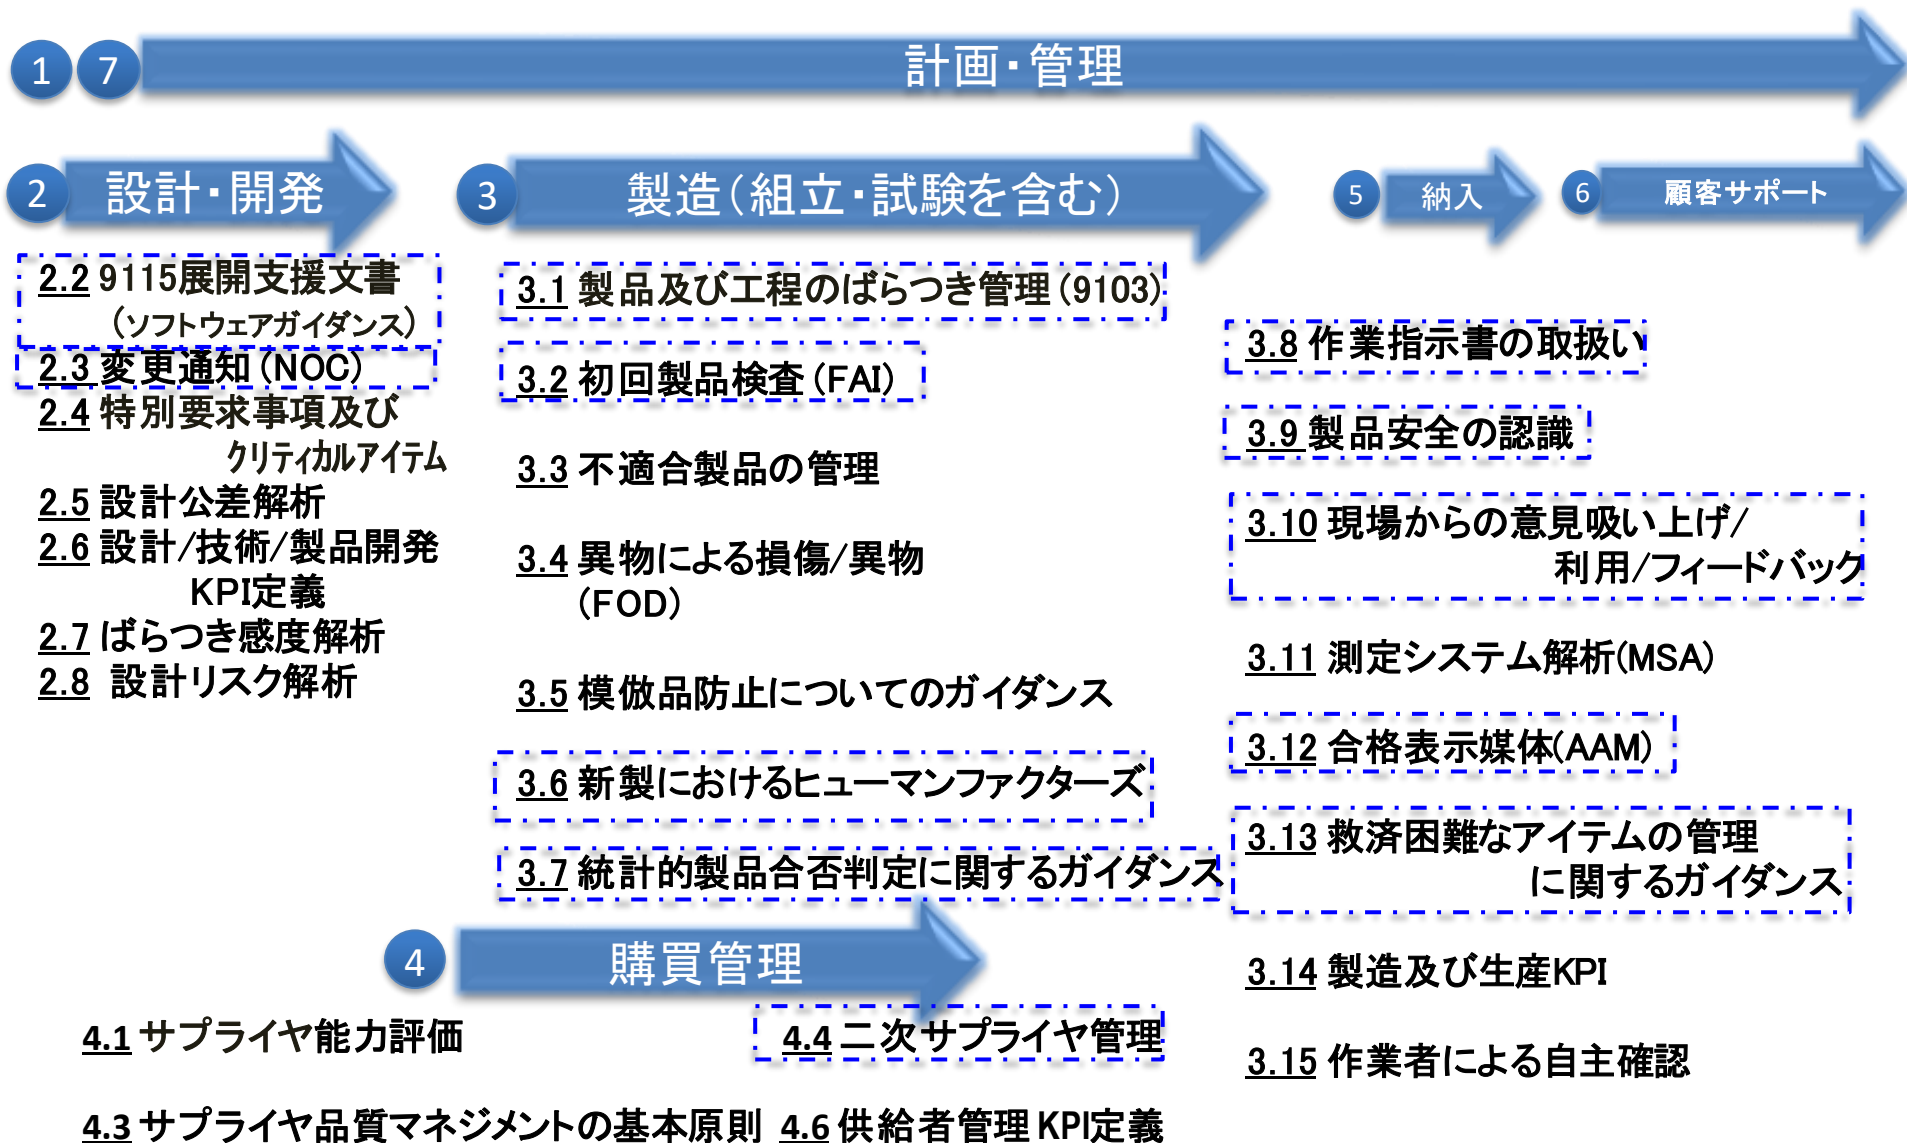 1 7 計画・管理
2 設計・開発
2.2 9115展開支援文書
（ソフトウェアガイダンス）
2.3 変更通知(NOC)
2.4 特別要求事項及び
クリティカルアイテム
2.5 設計公差解析
2.6 設計/技術/製品開発
KPI定義
2.7 ばらつき感度解析
2.8 設計リスク解析
3 製造（組立・試験を含む）
3.1 製品及び工程のばらつき管理(9103)
3.2 初回製品検査(FAI)
3.3 不適合製品の管理
3.4 異物による損傷/異物
(FOD)
3.5 模倣品防止についてのガイダンス
3.6 新製におけるヒューマンファクターズ
3.7 統計的製品合否判定に関するガイダンス
5 納入
6 顧客サポート
3.8 作業指示書の取扱い
3.9 製品安全の認識
3.10 現場からの意見吸い上げ/
利用/フィードバック
3.11 測定システム解析(MSA)
3.12 合格表示媒体(AAM)
3.13 救済困難なアイテムの管理
に関するガイダンス
3.14 製造及び生産KPI
3.15 作業者による自主確認
4 購買管理
4.1 サプライヤ能力評価
4.4 二次サプライヤ管理
4.3 サプライヤ品質マネジメントの基本原則
4.6 供給者管理KPI定義